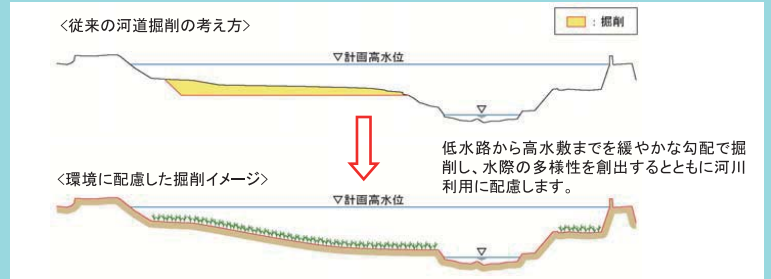 <従来の河道掘削の考え方>
：掘削
▽計画高水位
▽
低水路から高水敷までを緩やかな勾配で掘
削し、水際の多様性を創出するとともに河川
利用に配慮します。
<環境に配慮した掘削イメージ>
▽計画高水位
▽